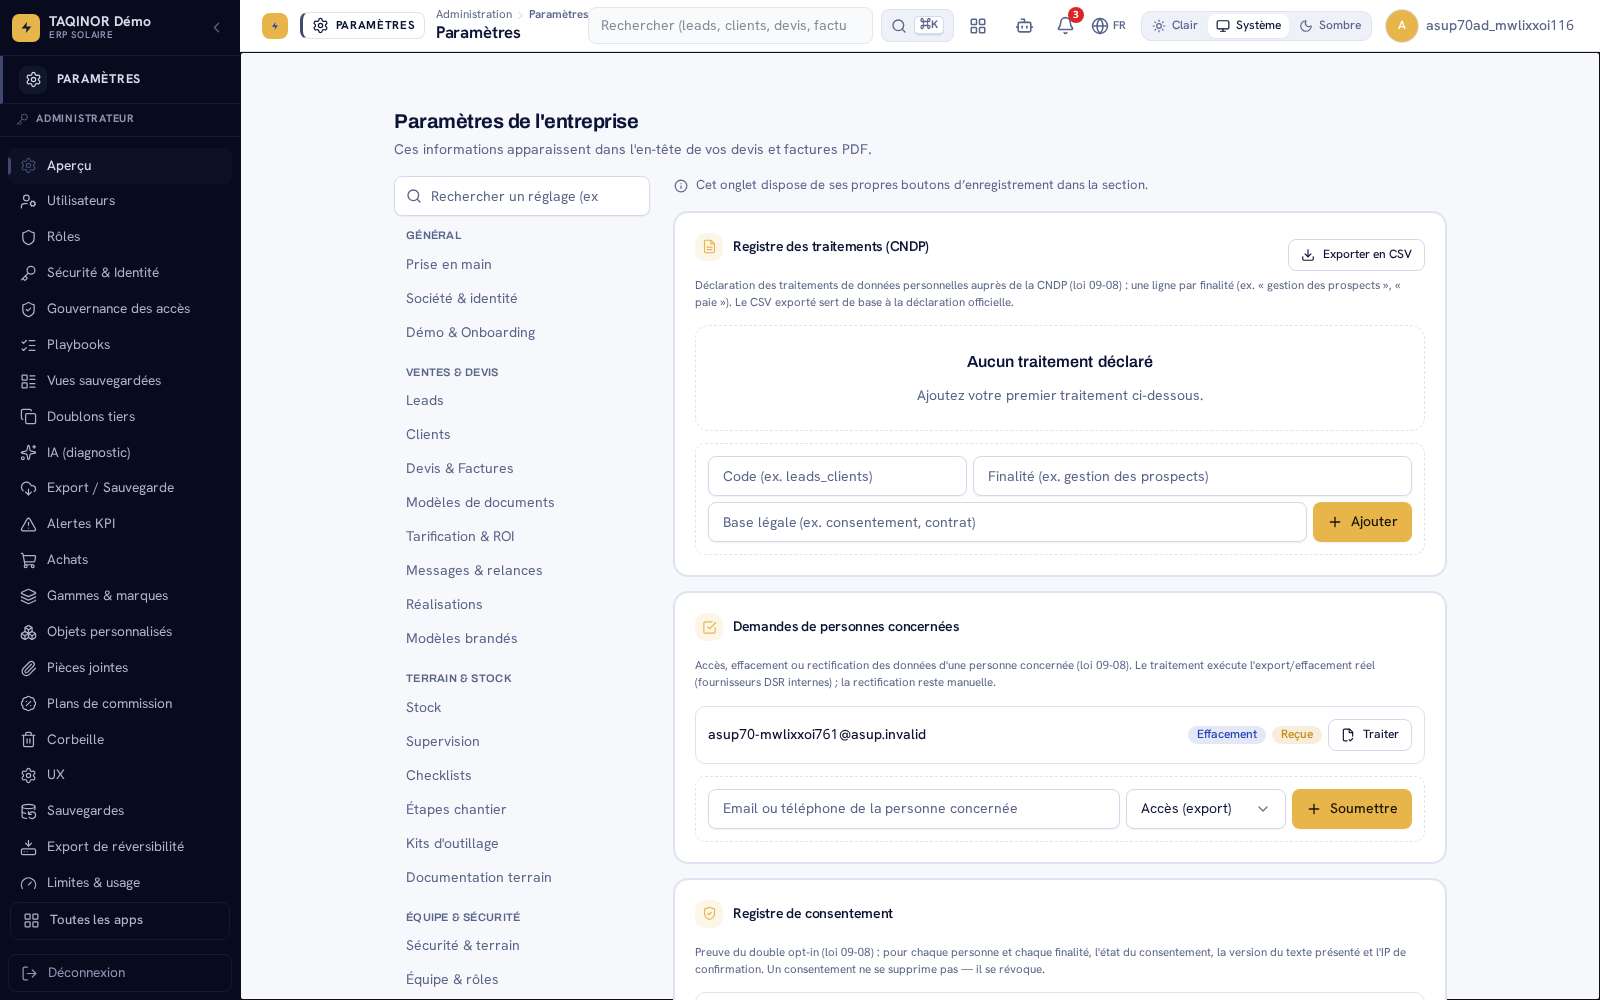 TAQINOR Démo
ERP SOLAIRE
PARAMÈTRES
ADMINISTRATEUR
Aperçu
Utilisateurs
Rôles
Sécurité & Identité
Gouvernance des accès
Playbooks
Vues sauvegardées
Doublons tiers
IA (diagnostic)
Export / Sauvegarde
Alertes KPI
Achats
Gammes & marques
Objets personnalisés
Pièces jointes
Plans de commission
Corbeille
UX
Sauvegardes
Export de réversibilité
Limites & usage
Toutes les apps
Déconnexion
PARAMÈTRES
Administration > Paramètres
Paramètres
Rechercher (leads, clients, devis, factu
⌘K
3
FR
Clair
Système
Sombre
A
asup70ad_mwlixxoi116
Paramètres de l'entreprise
Ces informations apparaissent dans l'en-tête de vos devis et factures PDF.
Rechercher un réglage (ex
GÉNÉRAL
Prise en main
Société & identité
Démo & Onboarding
VENTES & DEVIS
Leads
Clients
Devis & Factures
Modèles de documents
Tarification & ROI
Messages & relances
Réalisations
Modèles brandés
TERRAIN & STOCK
Stock
Supervision
Checklists
Étapes chantier
Kits d'outillage
Documentation terrain
ÉQUIPE & SÉCURITÉ
Sécurité & terrain
Équipe & rôles
Cet onglet dispose de ses propres boutons d’enregistrement dans la section.
Registre des traitements (CNDP)
Exporter en CSV
Déclaration des traitements de données personnelles auprès de la CNDP (loi 09-08) : une ligne par finalité (ex. « gestion des prospects », «
paie »). Le CSV exporté sert de base à la déclaration officielle.
Aucun traitement déclaré
Ajoutez votre premier traitement ci-dessous.
Code (ex. leads_clients)
Finalité (ex. gestion des prospects)
Base légale (ex. consentement, contrat)
Ajouter
Demandes de personnes concernées
Accès, effacement ou rectification des données d'une personne concernée (loi 09-08). Le traitement exécute l'export/effacement réel
(fournisseurs DSR internes) ; la rectification reste manuelle.
asup70-mwlixxoi761@asup.invalid
Effacement
Reçue
Traiter
Email ou téléphone de la personne concernée
Accès (export)
Soumettre
Registre de consentement
Preuve du double opt-in (loi 09-08) : pour chaque personne et chaque finalité, l'état du consentement, la version du texte présenté et l'IP de
confirmation. Un consentement ne se supprime pas — il se révoque.